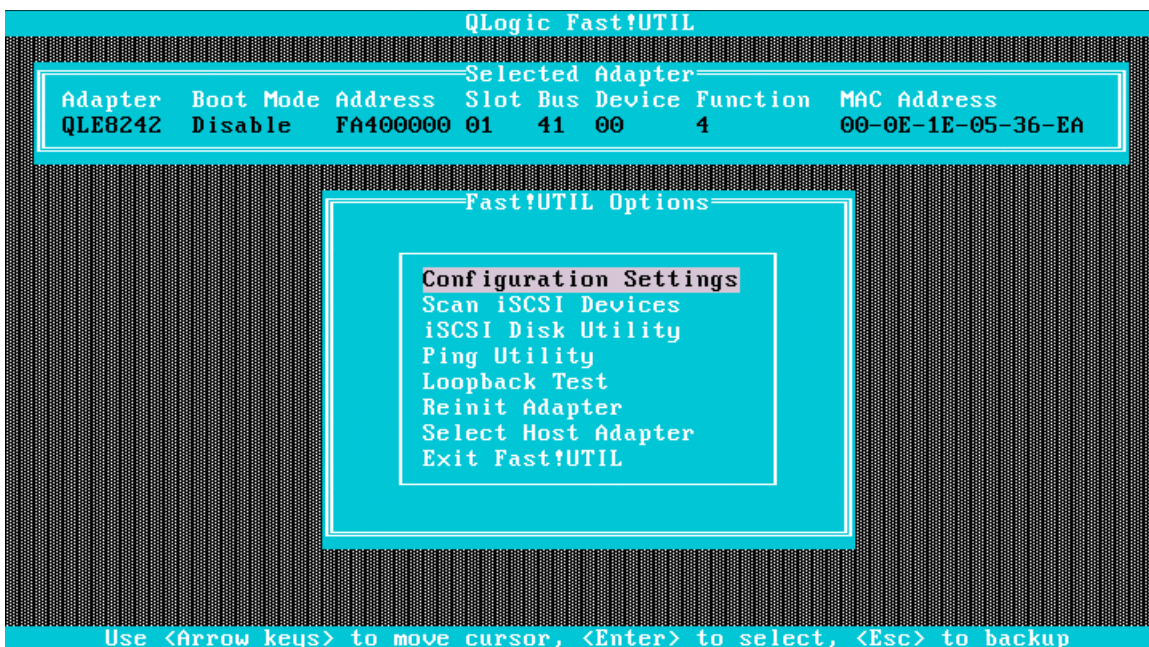 QLogic Fast!UTIL
Selected Adapter
Adapter Boot Mode Address Slot Bus Device Function MAC Address
QLE8242 Disable FA400000 01 41 00 4 00-0E-1E-05-36-EA
Fast!UTIL Options
Configuration Settings
Scan iSCSI Devices
iSCSI Disk Utility
Ping Utility
Loopback Test
Reinit Adapter
Select Host Adapter
Exit Fast!UTIL
Use <Arrow keys> to move cursor, <Enter> to select, <Esc> to backup